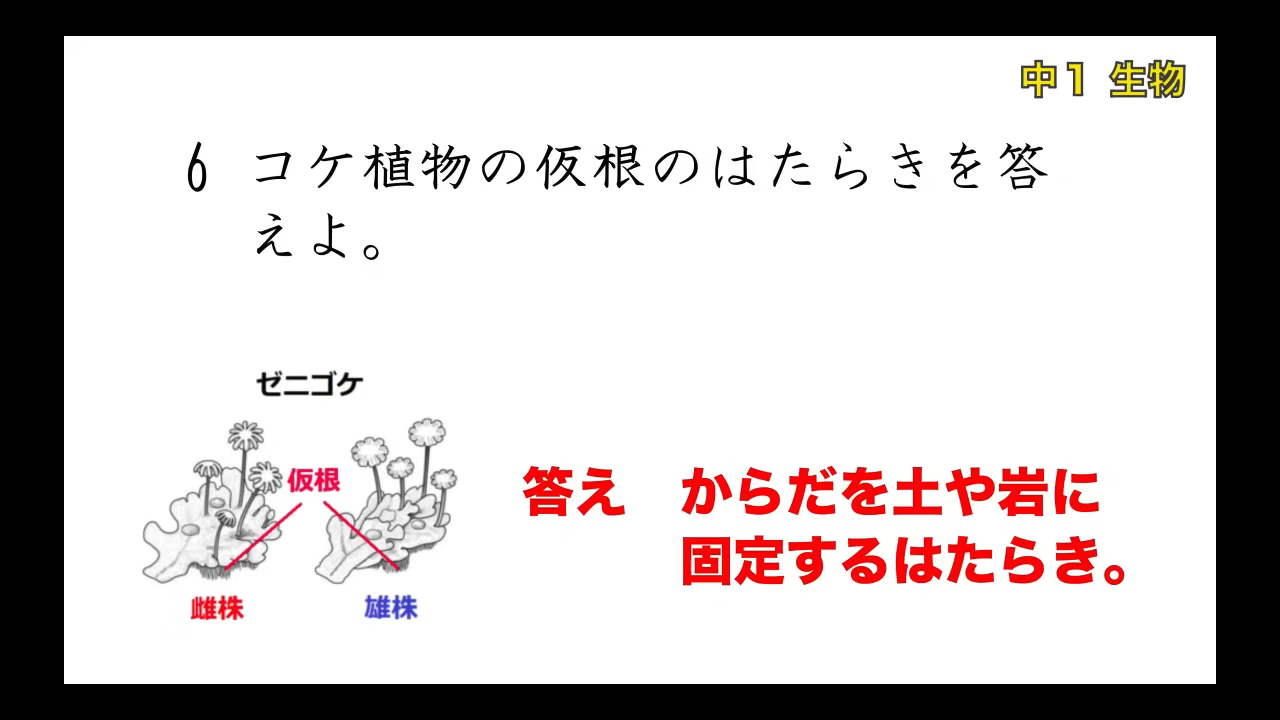 中１ 生物
6 コケ植物の仮根のはたらきを答
えよ。
ゼニゴケ
仮根
答え からだを土や岩に
固定するはたらき。
雌株
雄株